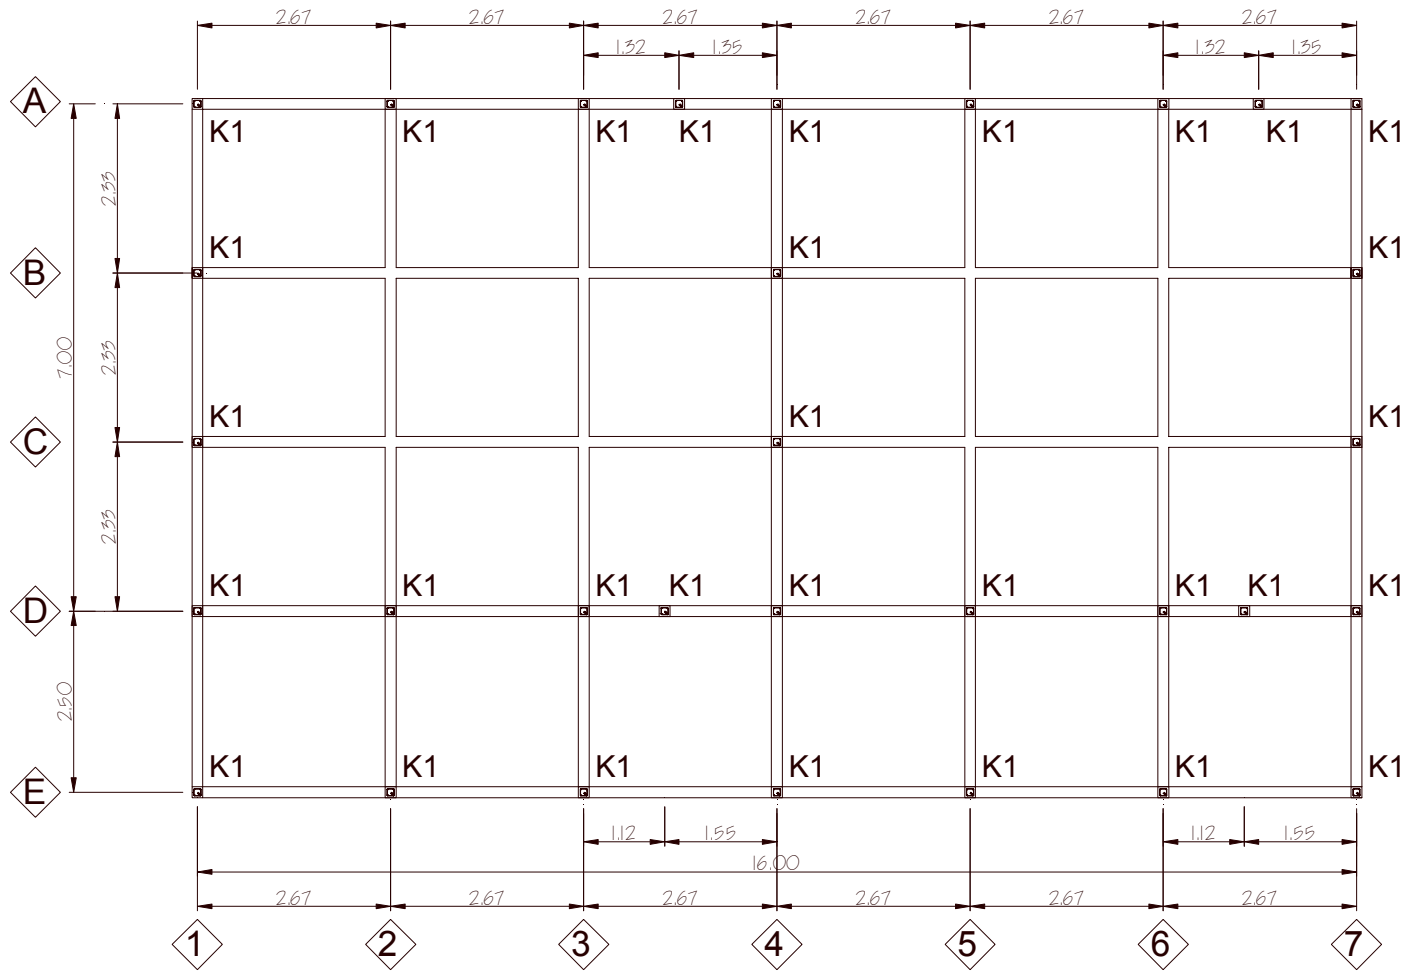 2.67 2.67 2.67 2.67 2.67 2.67
1.32 1.35 1.32 1.35
A
K1 K1 K1 K1 K1 K1 K1 K1 K1
2.33
K1 K1 K1
B
7.00 2.33
K1 K1 K1
C
2.33
K1 K1 K1 K1 K1 K1 K1 K1 K1
D
2.50
K1 K1 K1 K1 K1 K1 K1
E
1.12 1.55 1.12 1.55
16.00
2.67 2.67 2.67 2.67 2.67 2.67
1 2 3 4 5 6 7